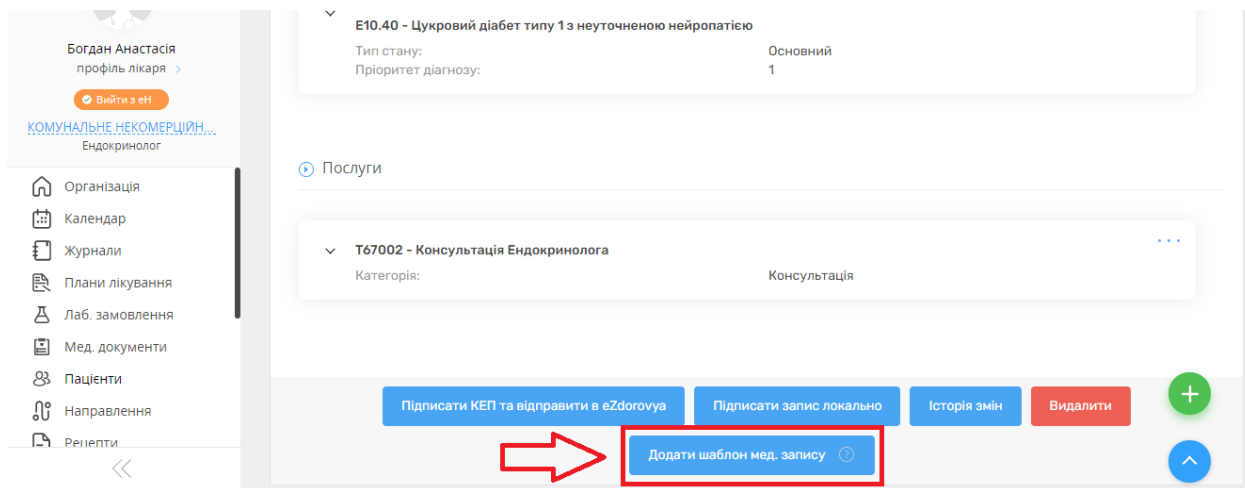 Богдан Анастасія
профіль лікаря
Вийти з еН
КОМУНАЛЬНЕ НЕКОМЕРЦІЙН...
Ендокринолог
Організація
Календар
Журнали
Плани лікування
Лаб. замовлення
Мед. документи
Пацієнти
Направлення
Рецепти
E10.40 - Цукровий діабет типу 1 з неуточненою нейропатією
Тип стану: Основний
Пріоритет діагнозу: 1
Послуги
T67002 - Консультація Ендокринолога
Категорія: Консультація
Підписати КЕП та відправити в eZdorovya Підписати запис локально Історія змін Видалити
Додати шаблон мед. запису